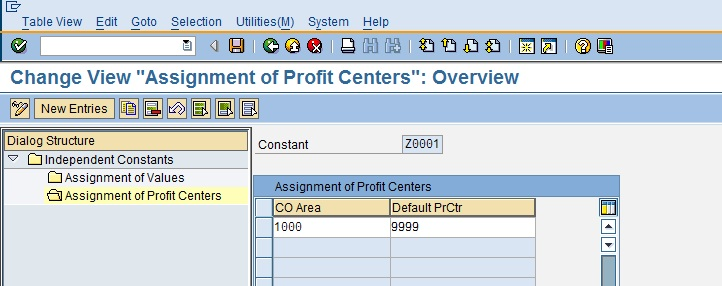 Table View Edit Goto Selection Utilities(M) System Help
Change View "Assignment of Profit Centers": Overview
New Entries
Dialog Structure
Independent Constants
Assignment of Values
Assignment of Profit Centers
Constant Z0001
Assignment of Profit Centers
CO Area Default PrCtr
1000 9999